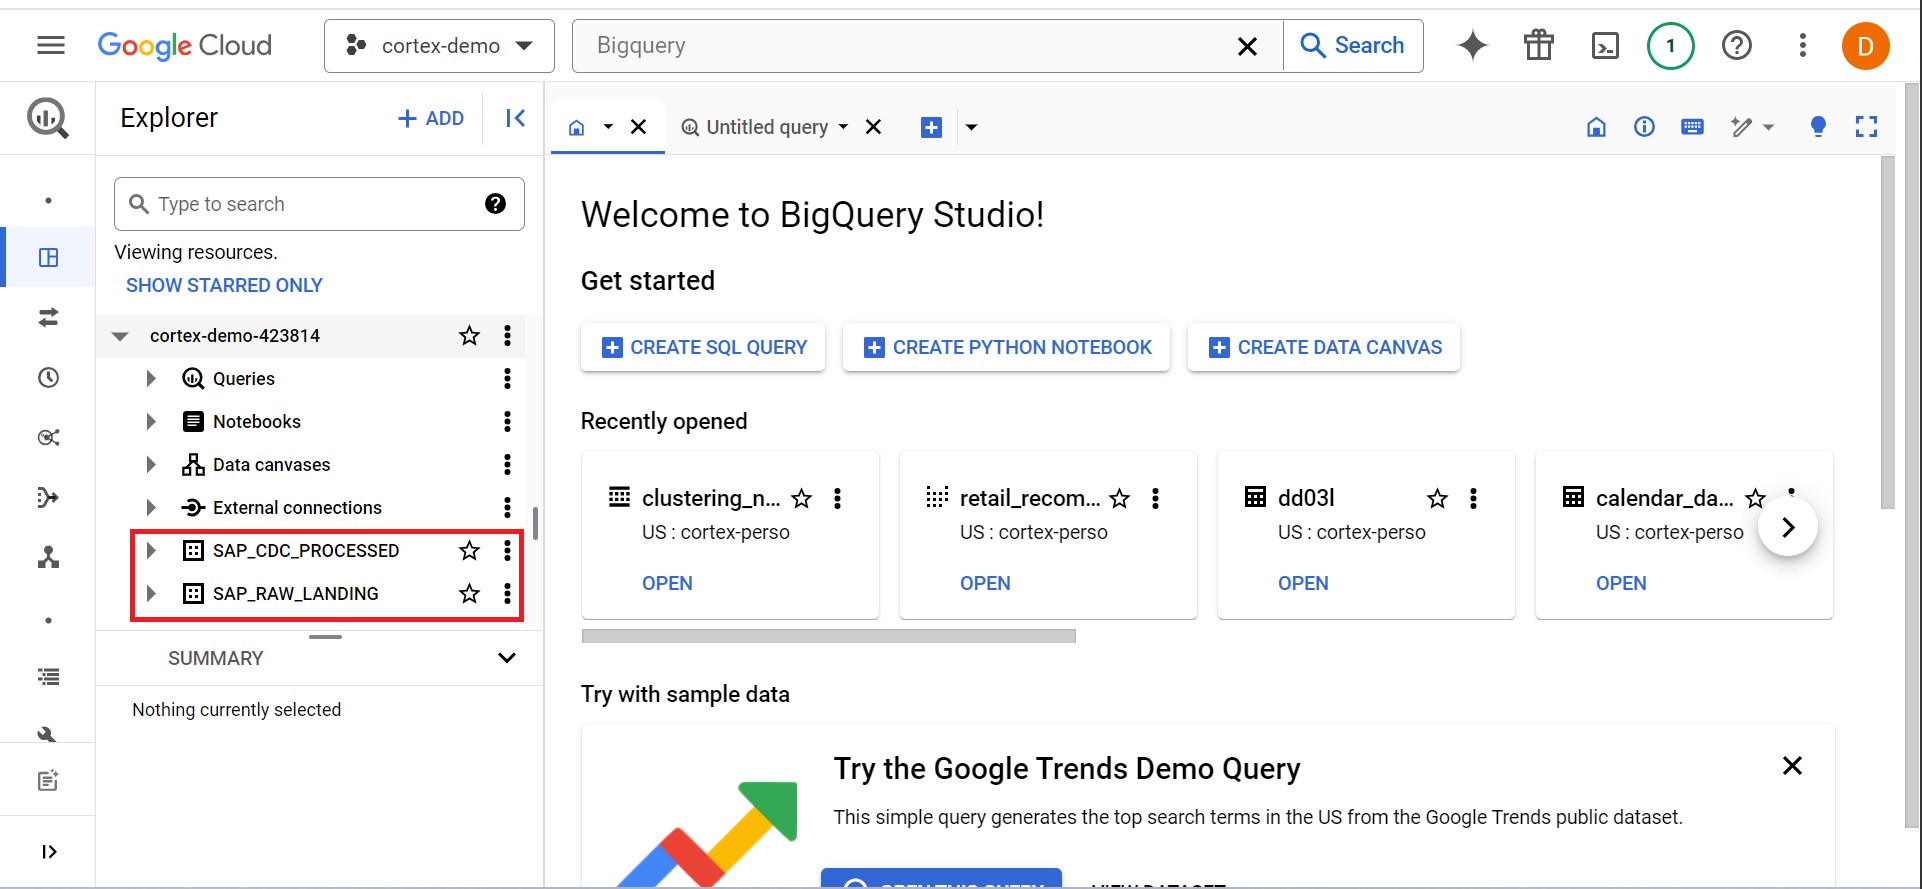 Google Cloud
cortex-demo
Bigquery
Search
1
D
Explorer
ADD
Untitled query
Type to search
Viewing resources.
SHOW STARRED ONLY
cortex-demo-423814
Queries
Notebooks
Data canvases
External connections
SAP_CDC_PROCESSED
SAP_RAW_LANDING
SUMMARY
Nothing currently selected
Welcome to BigQuery Studio!
Get started
CREATE SQL QUERY
CREATE PYTHON NOTEBOOK
CREATE DATA CANVAS
Recently opened
clustering_n...
US : cortex-perso
OPEN
retail_recom...
US : cortex-perso
OPEN
dd03l
US : cortex-perso
OPEN
calendar_da...
US : cortex-perso
OPEN
Try with sample data
Try the Google Trends Demo Query
This simple query generates the top search terms in the US from the Google Trends public dataset.
OPEN THIS QUERY
VIEW DATASET